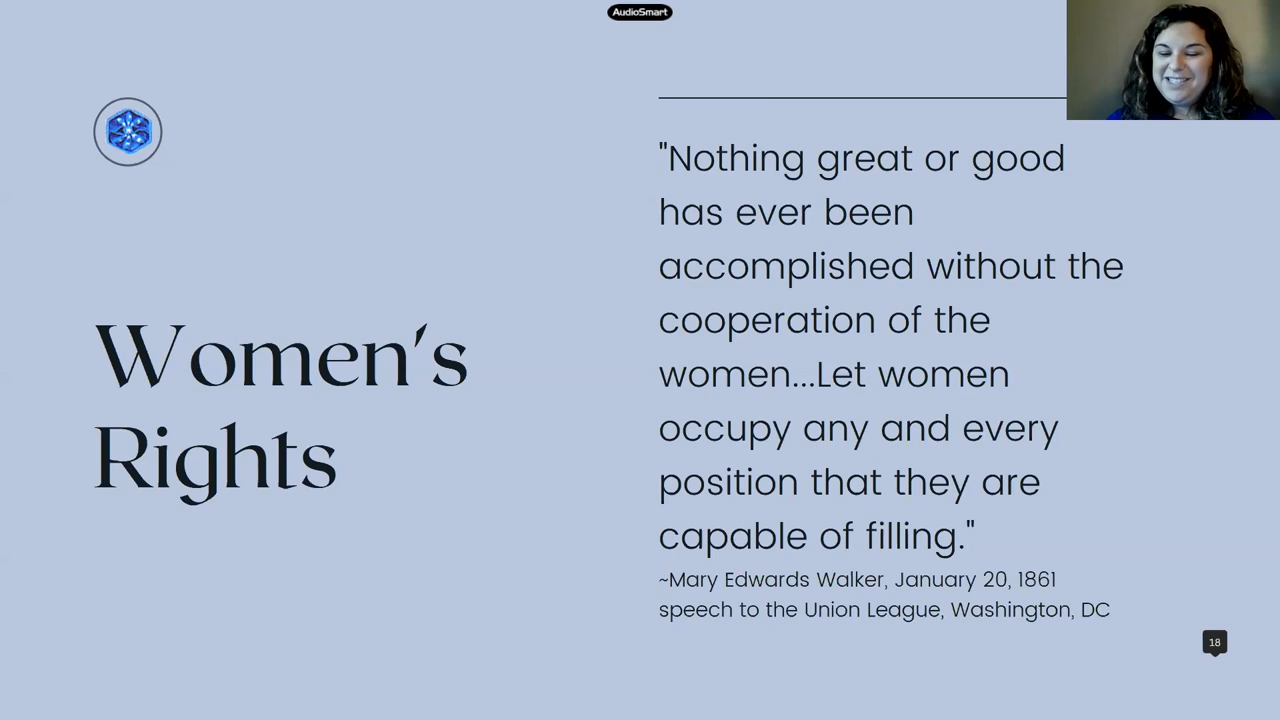 AudioSmart
Women's
Rights
"Nothing great or good
has ever been
accomplished without the
cooperation of the
women...Let women
occupy any and every
position that they are
capable of filling."
~Mary Edwards Walker, January 20, 1861
speech to the Union League, Washington, DC
18